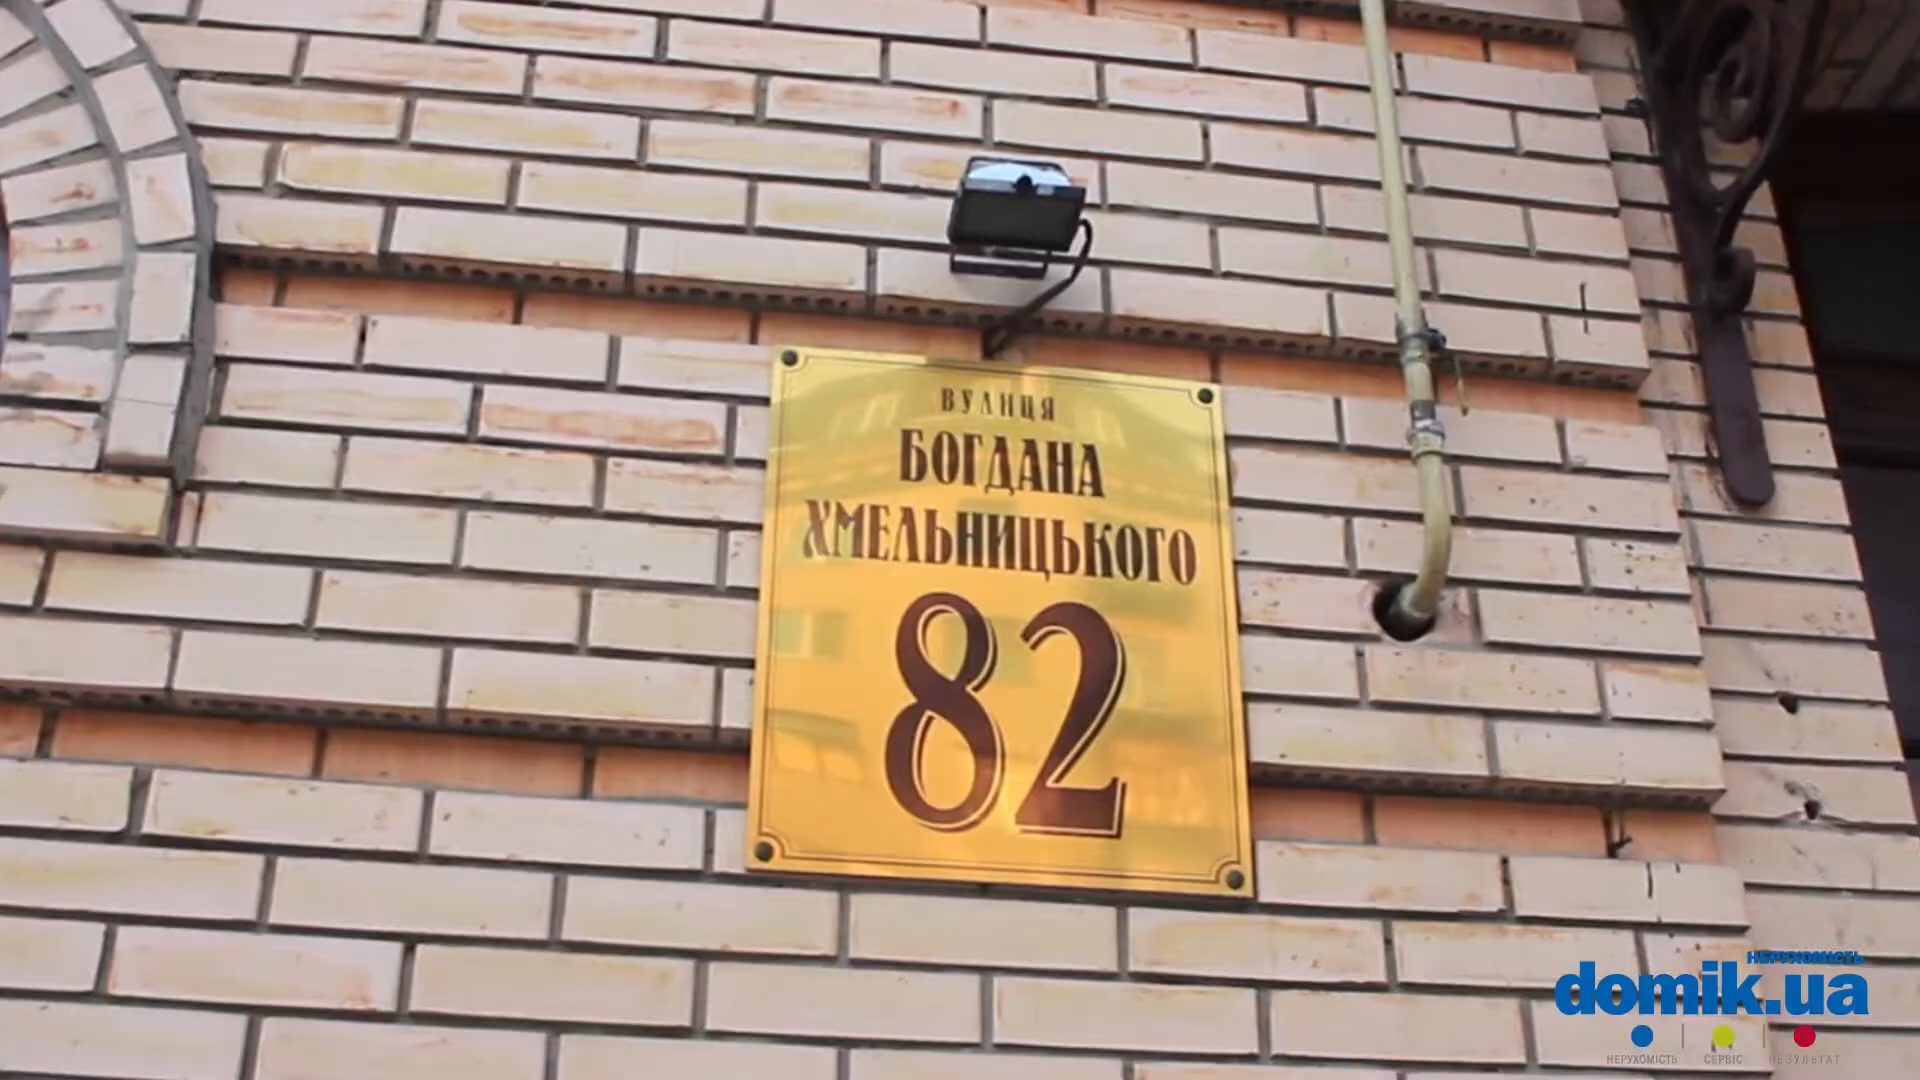 ВУЛИЦЯ
БОГДАНА
ХМЕЛЬНИЦЬКОГО
82
НЕРУХОМІСТЬ
domik.ua
НЕРУХОМІСТЬ СЕРВІС РЕЗУЛЬТАТ